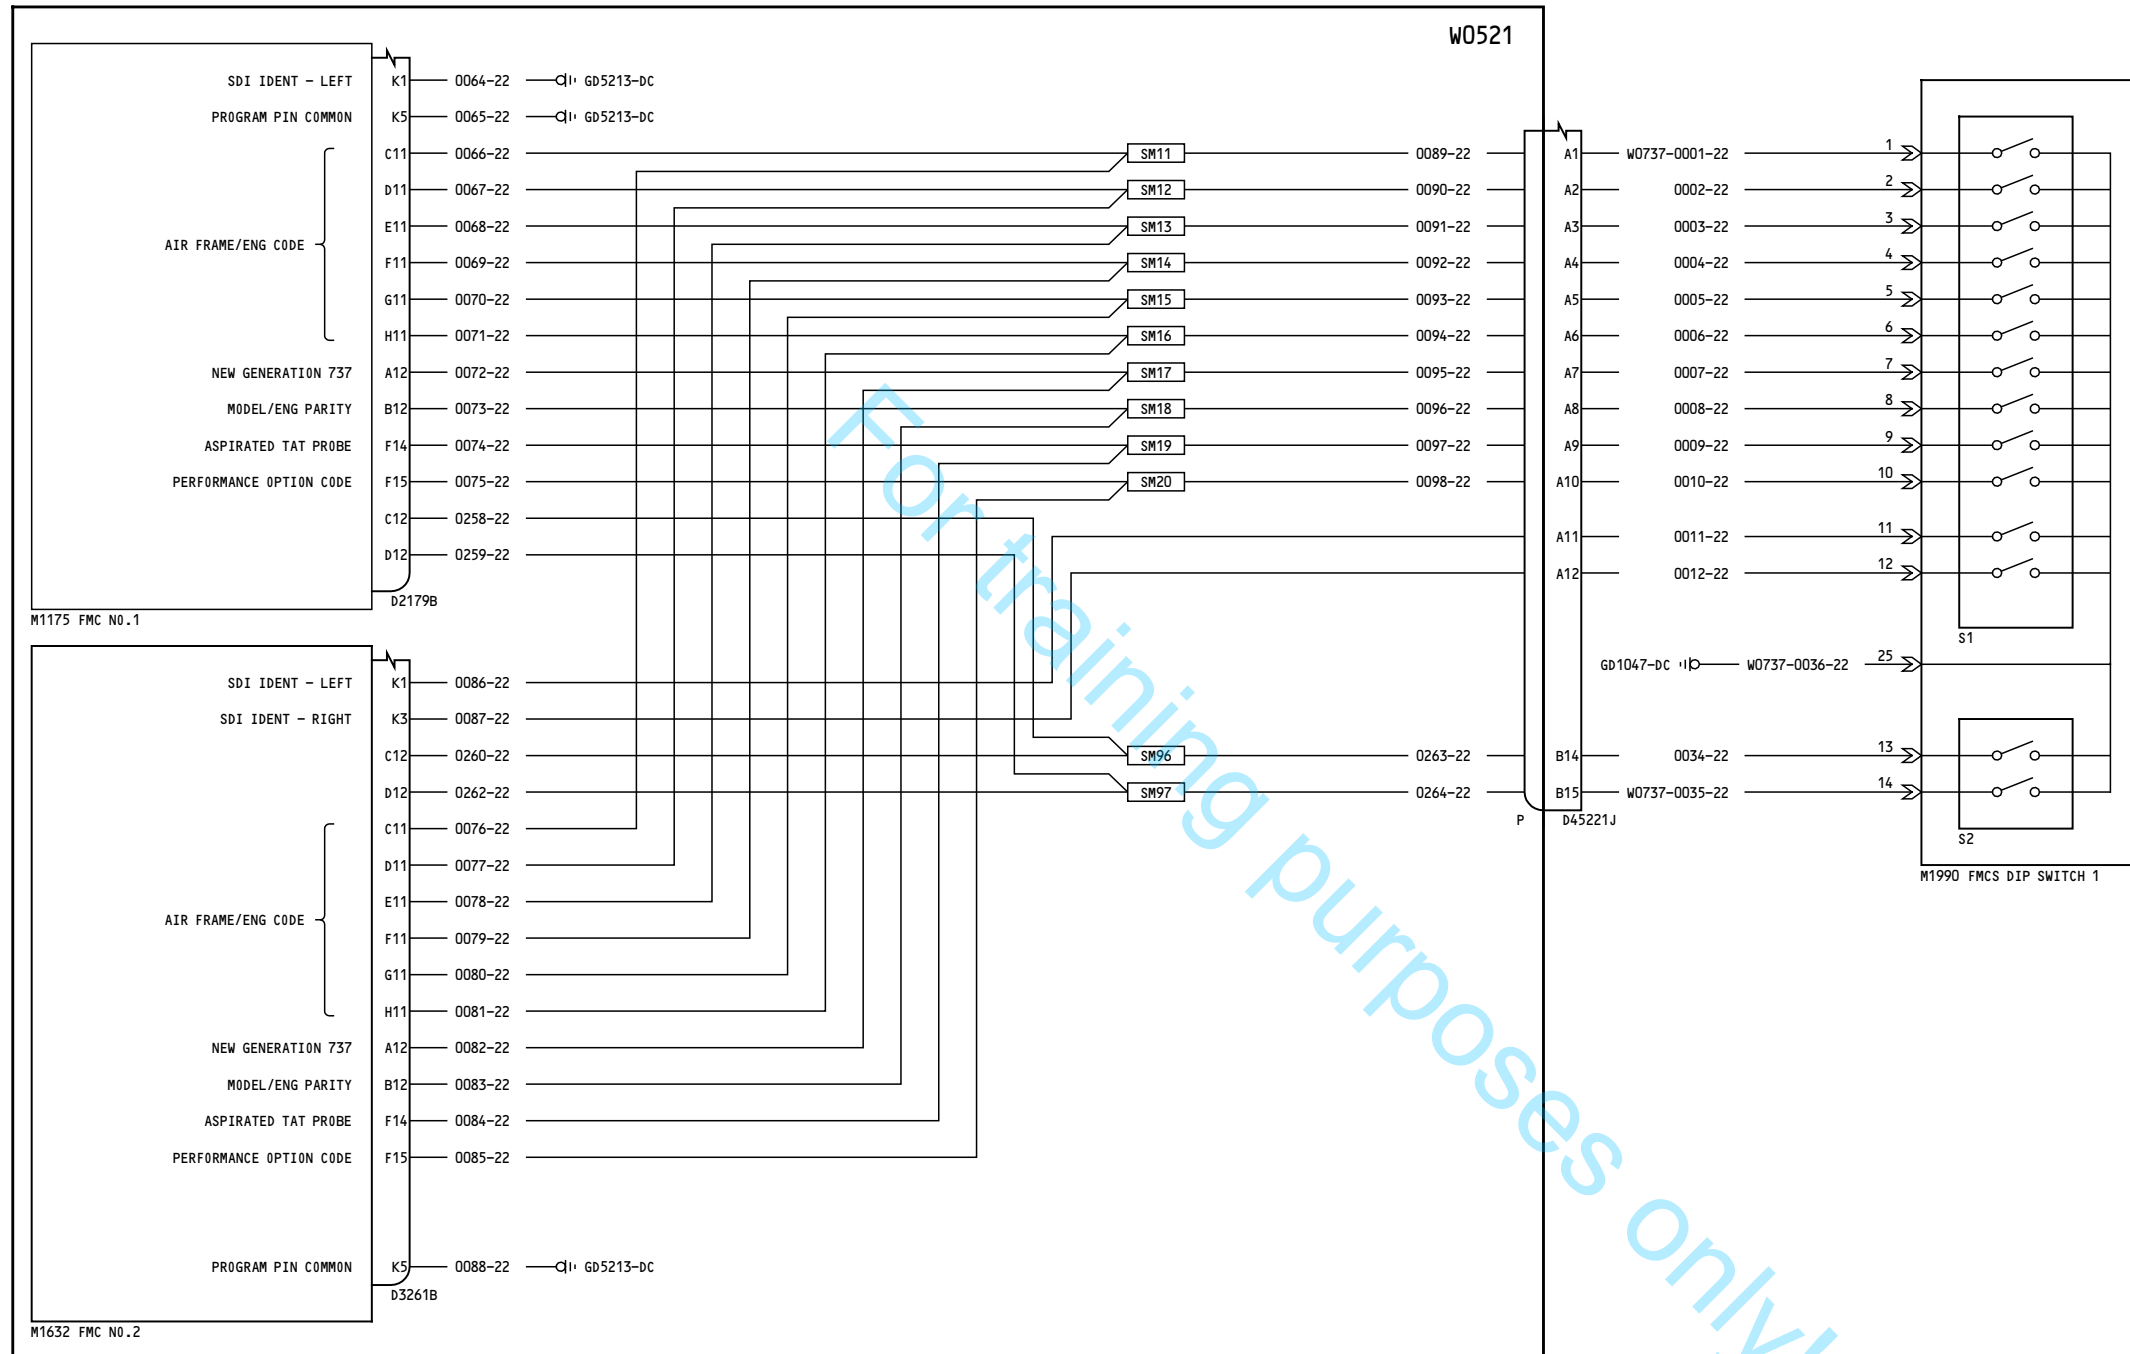 W0521
SDI IDENT – LEFT K1 0064–22 GD5213–DC
PROGRAM PIN COMMON K5 0065–22 GD5213–DC
C11 0066–22 SM11 0089–22 A1 W0737–0001–22 1
D11 0067–22 SM12 0090–22 A2 0002–22 2
E11 0068–22 SM13 0091–22 A3 0003–22 3
AIR FRAME/ENG CODE
F11 0069–22 SM14 0092–22 A4 0004–22 4
G11 0070–22 SM15 0093–22 A5 0005–22 5
H11 0071–22 SM16 0094–22 A6 0006–22 6
NEW GENERATION 737 A12 0072–22 SM17 0095–22 A7 0007–22 7
MODEL/ENG PARITY B12 0073–22 SM18 0096–22 A8 0008–22 8
ASPIRATED TAT PROBE F14 0074–22 SM19 0097–22 A9 0009–22 9
PERFORMANCE OPTION CODE F15 0075–22 SM20 0098–22 A10 0010–22 10
C12 0258–22
A11 0011–22 11
D12 0259–22
A12 0012–22 12
D2179B
M1175 FMC NO.1
S1
GD1047–DC W0737–0036–22 25
SDI IDENT – LEFT K1 0086–22
SDI IDENT – RIGHT K3 0087–22
C12 0260–22 SM96 0263–22 B14 0034–22 13
D12 0262–22 SM97 0264–22 B15 W0737–0035–22 14
P D45221J
S2
M1990 FMCS DIP SWITCH 1
C11 0076–22
D11 0077–22
E11 0078–22
AIR FRAME/ENG CODE
F11 0079–22
G11 0080–22
H11 0081–22
NEW GENERATION 737 A12 0082–22
MODEL/ENG PARITY B12 0083–22
ASPIRATED TAT PROBE F14 0084–22
PERFORMANCE OPTION CODE F15 0085–22
PROGRAM PIN COMMON K5 0088–22 GD5213–DC
D3261B
M1632 FMC NO.2
For training purposes only!